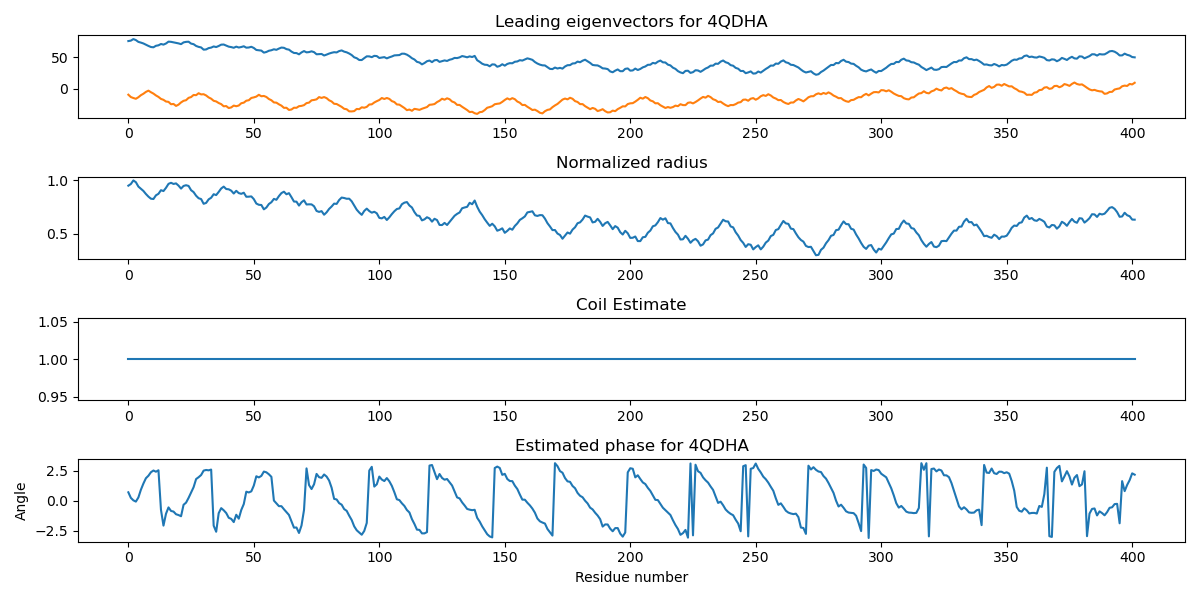 Leading eigenvectors for 4QDHA
50
0
0 50 100 150 200 250 300 350 400
Normalized radius
1.0
0.5
0 50 100 150 200 250 300 350 400
Coil Estimate
1.05
1.00
0.95
0 50 100 150 200 250 300 350 400
Estimated phase for 4QDHA
Angle
2.5
0.0
−2.5
0 50 100 150 200 250 300 350 400
Residue number